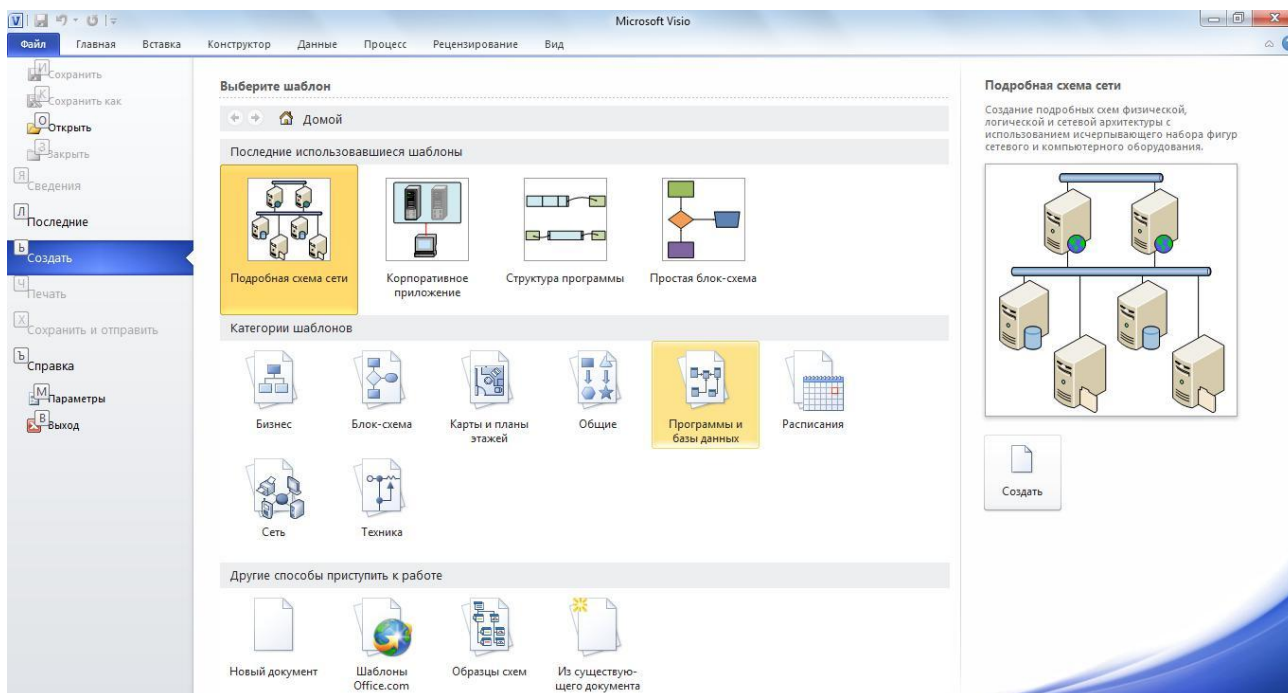 Microsoft Visio
Файл Главная Вставка Конструктор Данные Процесс Рецензирование Вид
И Сохранить
К Сохранить как
О Открыть
З Закрыть
Я Сведения
Л Последние
Ь Создать
Ч Печать
Х Сохранить и отправить
Ъ Справка
М Параметры
В Выход
Выберите шаблон
Домой
Последние использовавшиеся шаблоны
Подробная схема сети
Корпоративное
приложение
Структура программы
Простая блок-схема
Категории шаблонов
Бизнес
Блок-схема
Карты и планы
этажей
Общие
Программы и
базы данных
Расписания
Сеть
Техника
Другие способы приступить к работе
Новый документ
Шаблоны
Office.com
Образцы схем
Из существую-
щего документа
Подробная схема сети
Создание подробных схем физической,
логической и сетевой архитектуры с
использованием исчерпывающего набора фигур
сетевого и компьютерного оборудования.
Создать